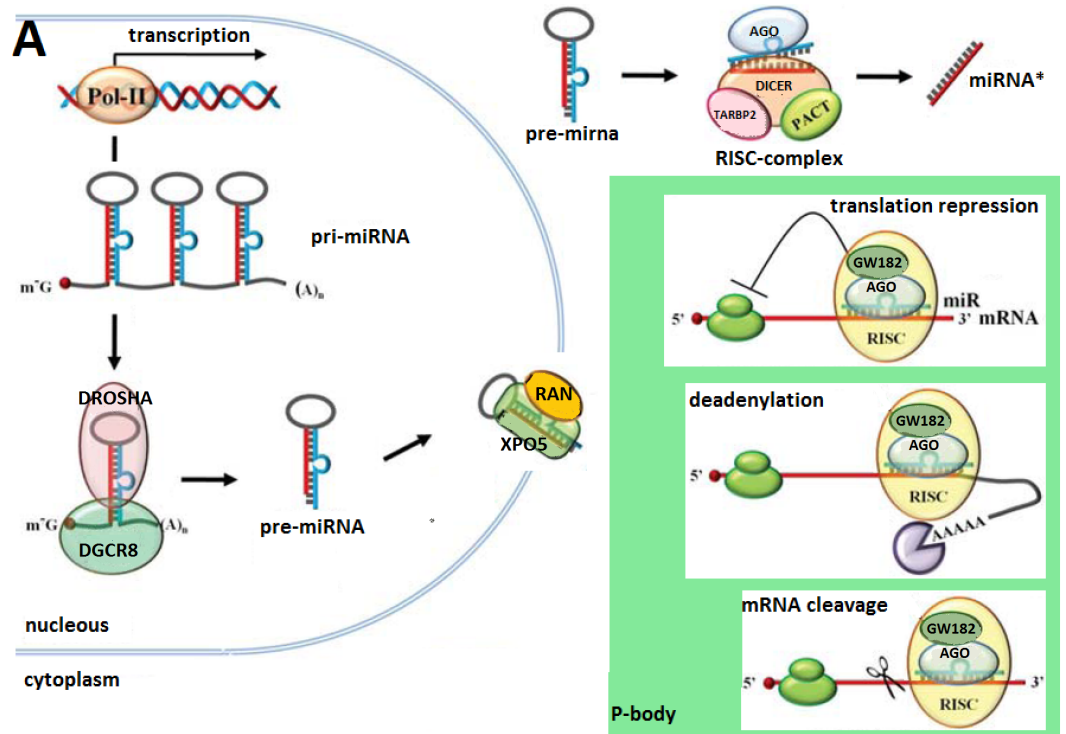 A
transcription
Pol-II
pri-miRNA
m⁷G
(A)n
DROSHA
m⁷G
(A)n
DGCR8
pre-miRNA
RAN
XPO5
nucleous
cytoplasm
pre-mirna
AGO
DICER
TARBP2
PACT
RISC-complex
miRNA*
translation repression
GW182
AGO
miR
5' 3' mRNA
RISC
deadenylation
GW182
AGO
5'
RISC
AAAAA
mRNA cleavage
GW182
AGO
5' 3'
RISC
P-body